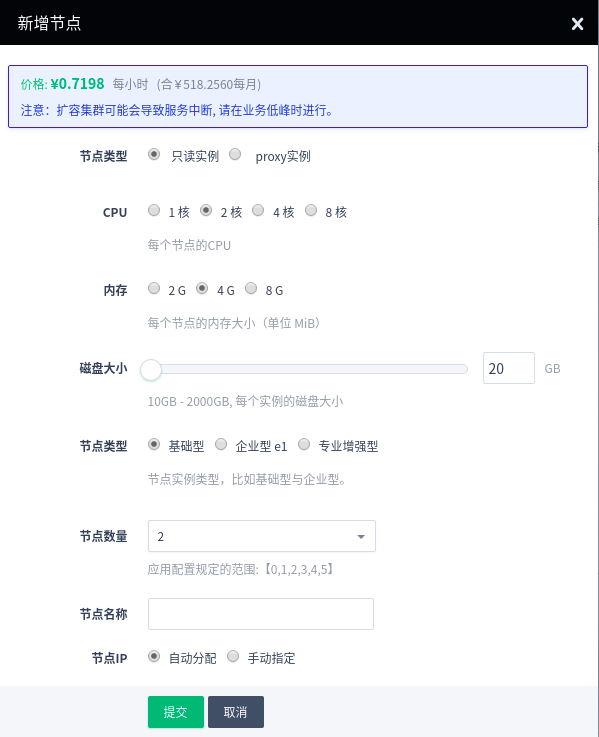 新增节点
价格: ¥0.7198 每小时 (合￥518.2560每月)
注意：扩容集群可能会导致服务中断, 请在业务低峰时进行。
节点类型 只读实例 proxy实例
CPU 1 核 2 核 4 核 8 核
每个节点的CPU
内存 2 G 4 G 8 G
每个节点的内存大小（单位 MiB）
磁盘大小 20 GB
10GB - 2000GB, 每个实例的磁盘大小
节点类型 基础型 企业型 e1 专业增强型
节点实例类型，比如基础型与企业型。
节点数量 2
应用配置规定的范围:【0,1,2,3,4,5】
节点名称
节点IP 自动分配 手动指定
提交 取消